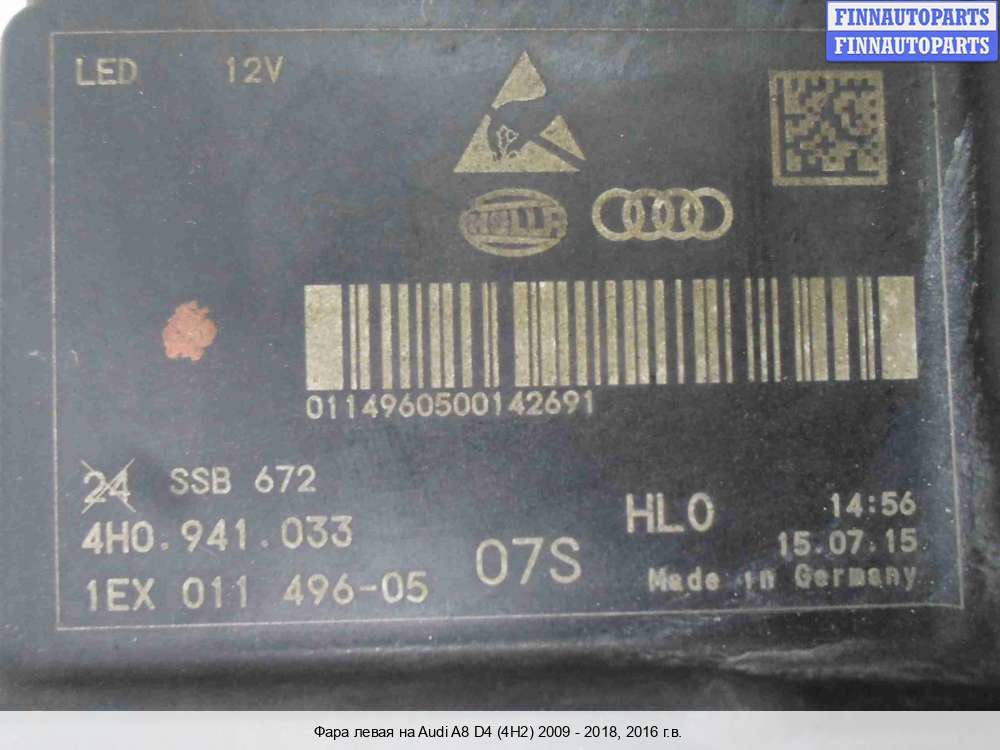 FINNAUTOPARTS
FINNAUTOPARTS
LED 12V
HELLA
0114960500142691
24 SSB 672
4H0.941.033
1EX 011 496-05
07S
HL0
14:56
15.07.15
Made in Germany
Фара левая на Audi A8 D4 (4H2) 2009 - 2018, 2016 г.в.